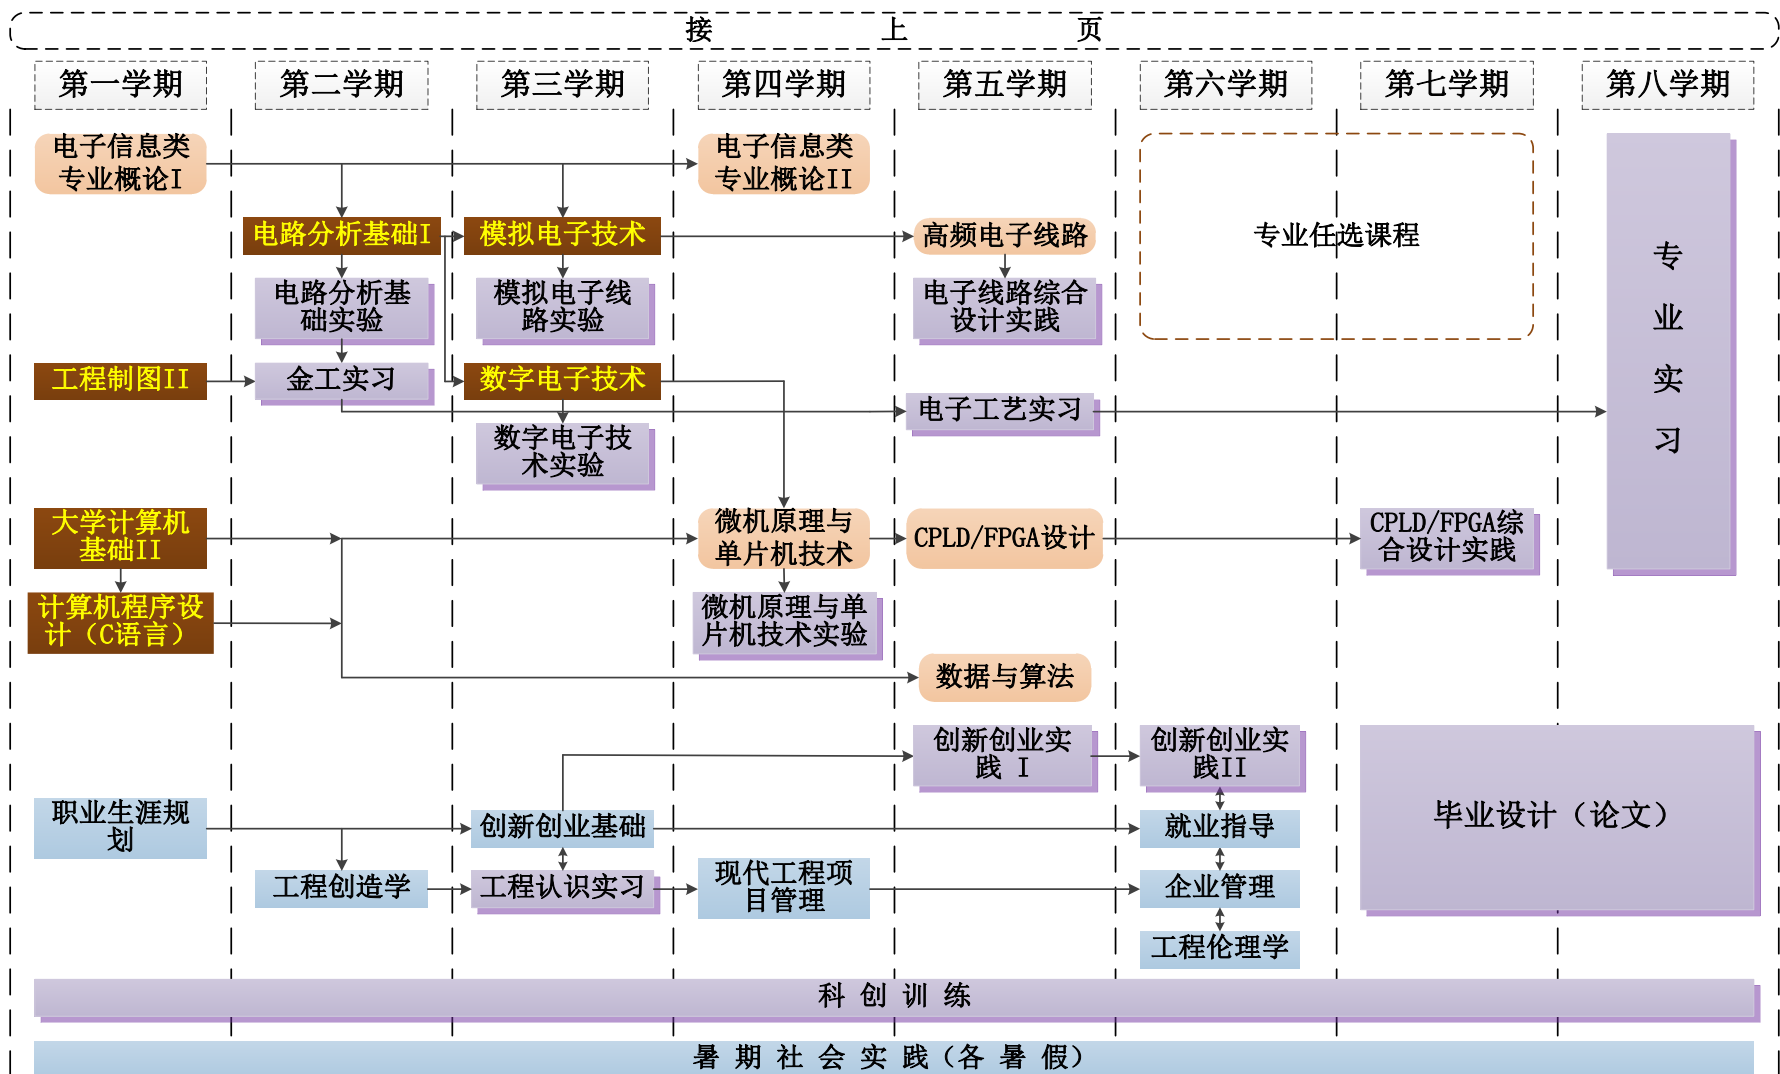 接 上 页
第一学期
第二学期
第三学期
第四学期
第五学期
第六学期
第七学期
第八学期
电子信息类
专业概论I
电子信息类
专业概论II
电路分析基础I
模拟电子技术
高频电子线路
专业任选课程
专
业
实
习
电路分析基
础实验
模拟电子线
路实验
电子线路综合
设计实践
工程制图II
金工实习
数字电子技术
电子工艺实习
数字电子技
术实验
大学计算机
基础II
微机原理与
单片机技术
CPLD/FPGA设计
CPLD/FPGA综
合设计实践
计算机程序设
计（C语言）
微机原理与单
片机技术实验
数据与算法
创新创业实
践 I
创新创业实
践II
职业生涯规
划
创新创业基础
就业指导
毕业设计（论文）
工程创造学
工程认识实习
现代工程项
目管理
企业管理
工程伦理学
科 创 训 练
暑 期 社 会 实 践（各 暑 假）